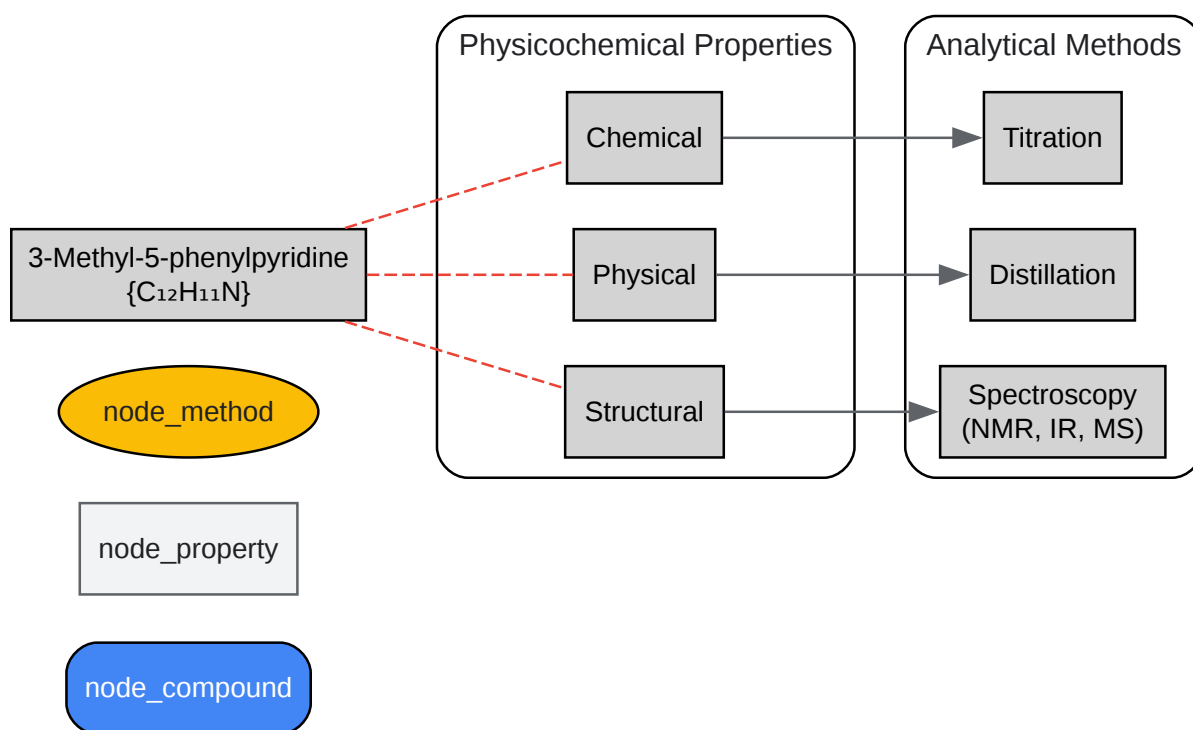 Physicochemical Properties
Analytical Methods
Chemical
Titration
3-Methyl-5-phenylpyridine
{C₁₂H₁₁N}
Physical
Distillation
node_method
Structural
Spectroscopy
(NMR, IR, MS)
node_property
node_compound